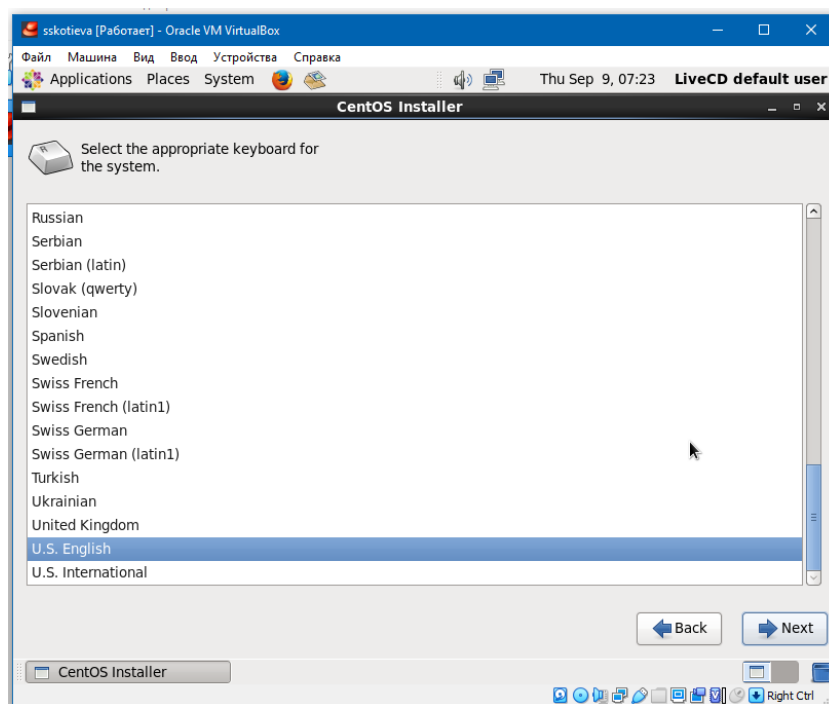 sskotieva [Работает] - Oracle VM VirtualBox
Файл Машина Вид Ввод Устройства Справка
Applications Places System Thu Sep 9, 07:23 LiveCD default user
CentOS Installer
Select the appropriate keyboard for
the system.
Russian
Serbian
Serbian (latin)
Slovak (qwerty)
Slovenian
Spanish
Swedish
Swiss French
Swiss French (latin1)
Swiss German
Swiss German (latin1)
Turkish
Ukrainian
United Kingdom
U.S. English
U.S. International
Back Next
CentOS Installer
Right Ctrl